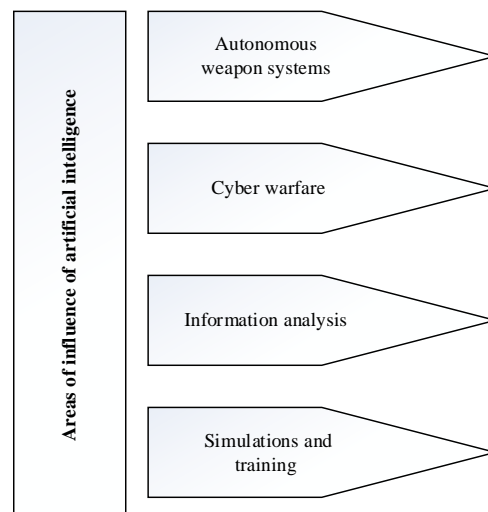 Areas of influence of artificial intelligence
Autonomous
weapon systems
Cyber warfare
Information analysis
Simulations and
training